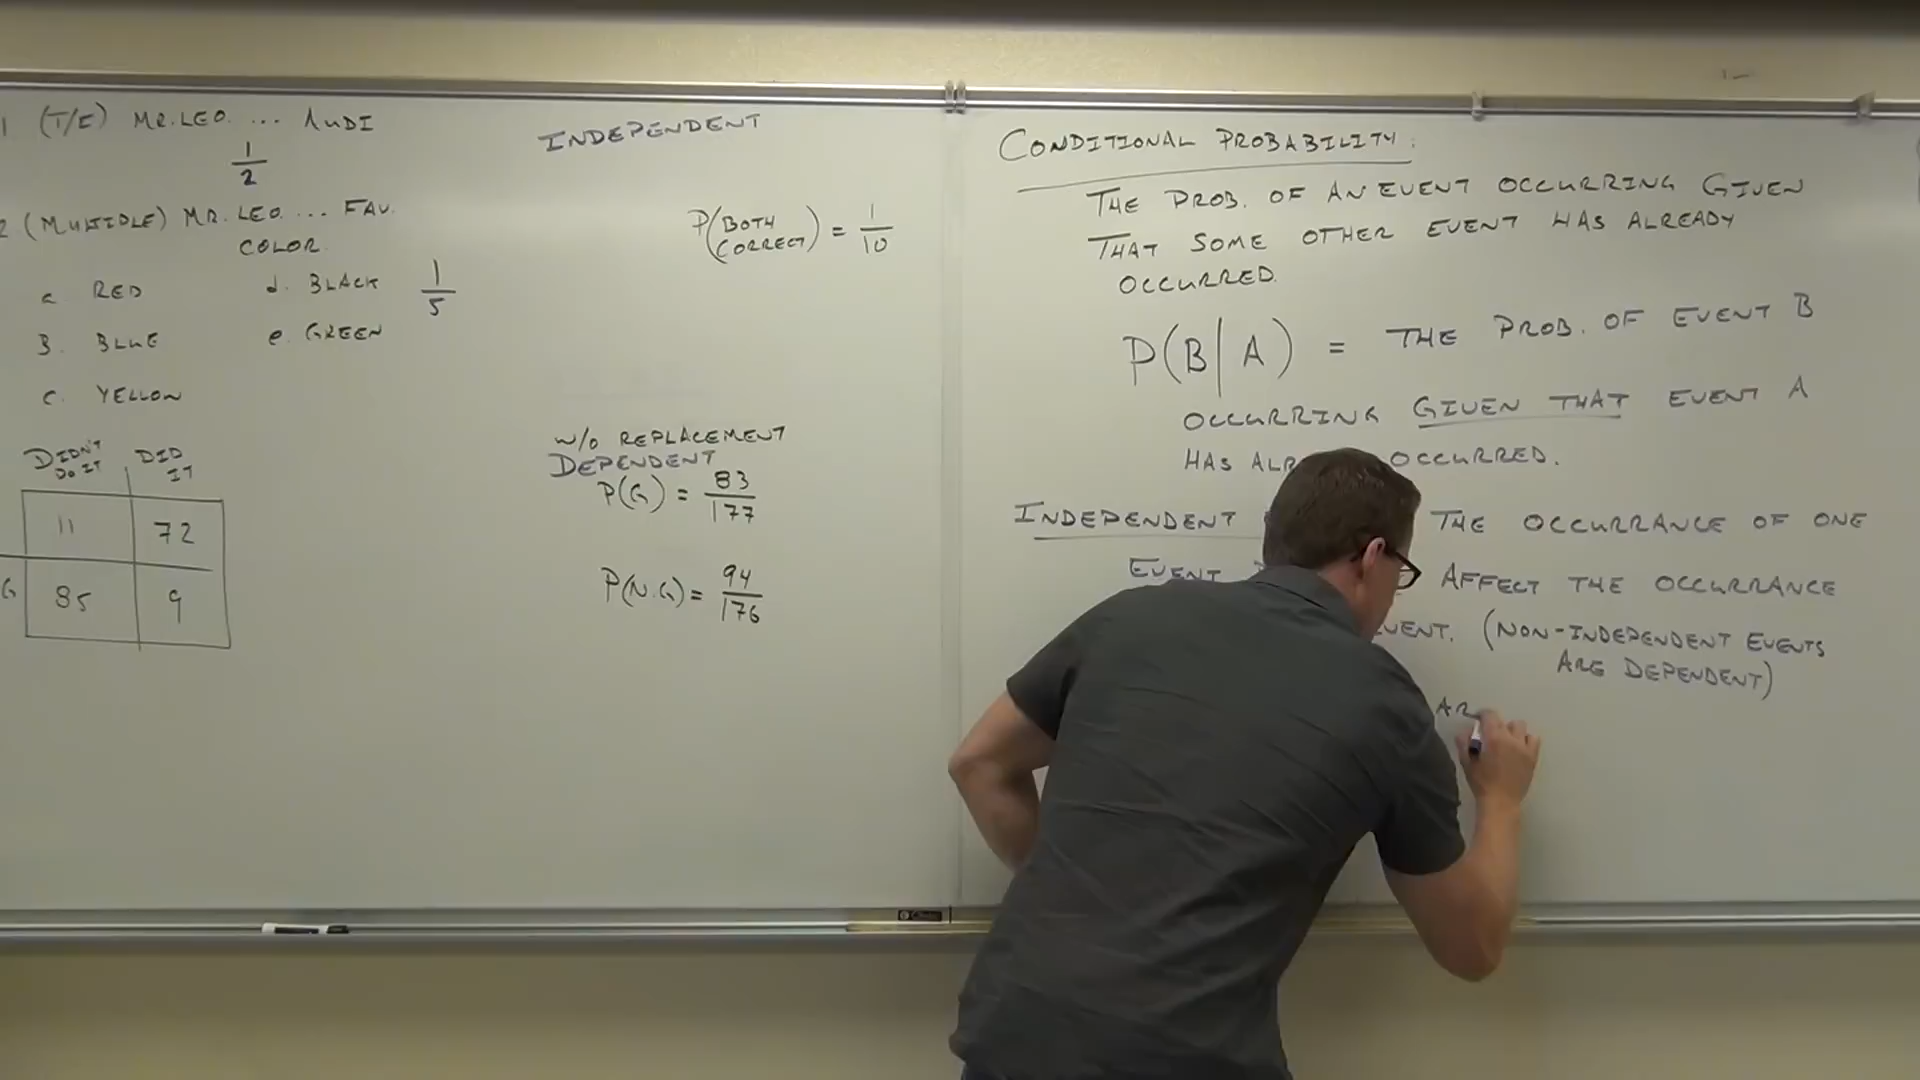 1 (T/F) MR. LEO. ... AUDI
1
2
2 (MULTIPLE) MR. LEO. ... FAV.
COLOR.
a RED
d. BLACK
1
5
B. BLUE
e. GREEN
c. YELLOW
DIDN'T
DO IT
DID
IT
11
72
G
85
9
INDEPENDENT
P(BOTH
CORRECT) = 1/10
W/O REPLACEMENT
DEPENDENT
P(G) = 83/177
P(N.G) = 94/176
CONDITIONAL PROBABILITY:
THE PROB. OF AN EVENT OCCURRING GIVEN
THAT SOME OTHER EVENT HAS ALREADY
OCCURRED.
P(B|A) = THE PROB. OF EVENT B
OCCURRING GIVEN THAT EVENT A
HAS OCCURRED.
INDEPENDENT THE OCCURRANCE OF ONE
EVENT AFFECT THE OCCURRANCE
EVENT. (NON-INDEPENDENT EVENTS
ARE DEPENDENT)